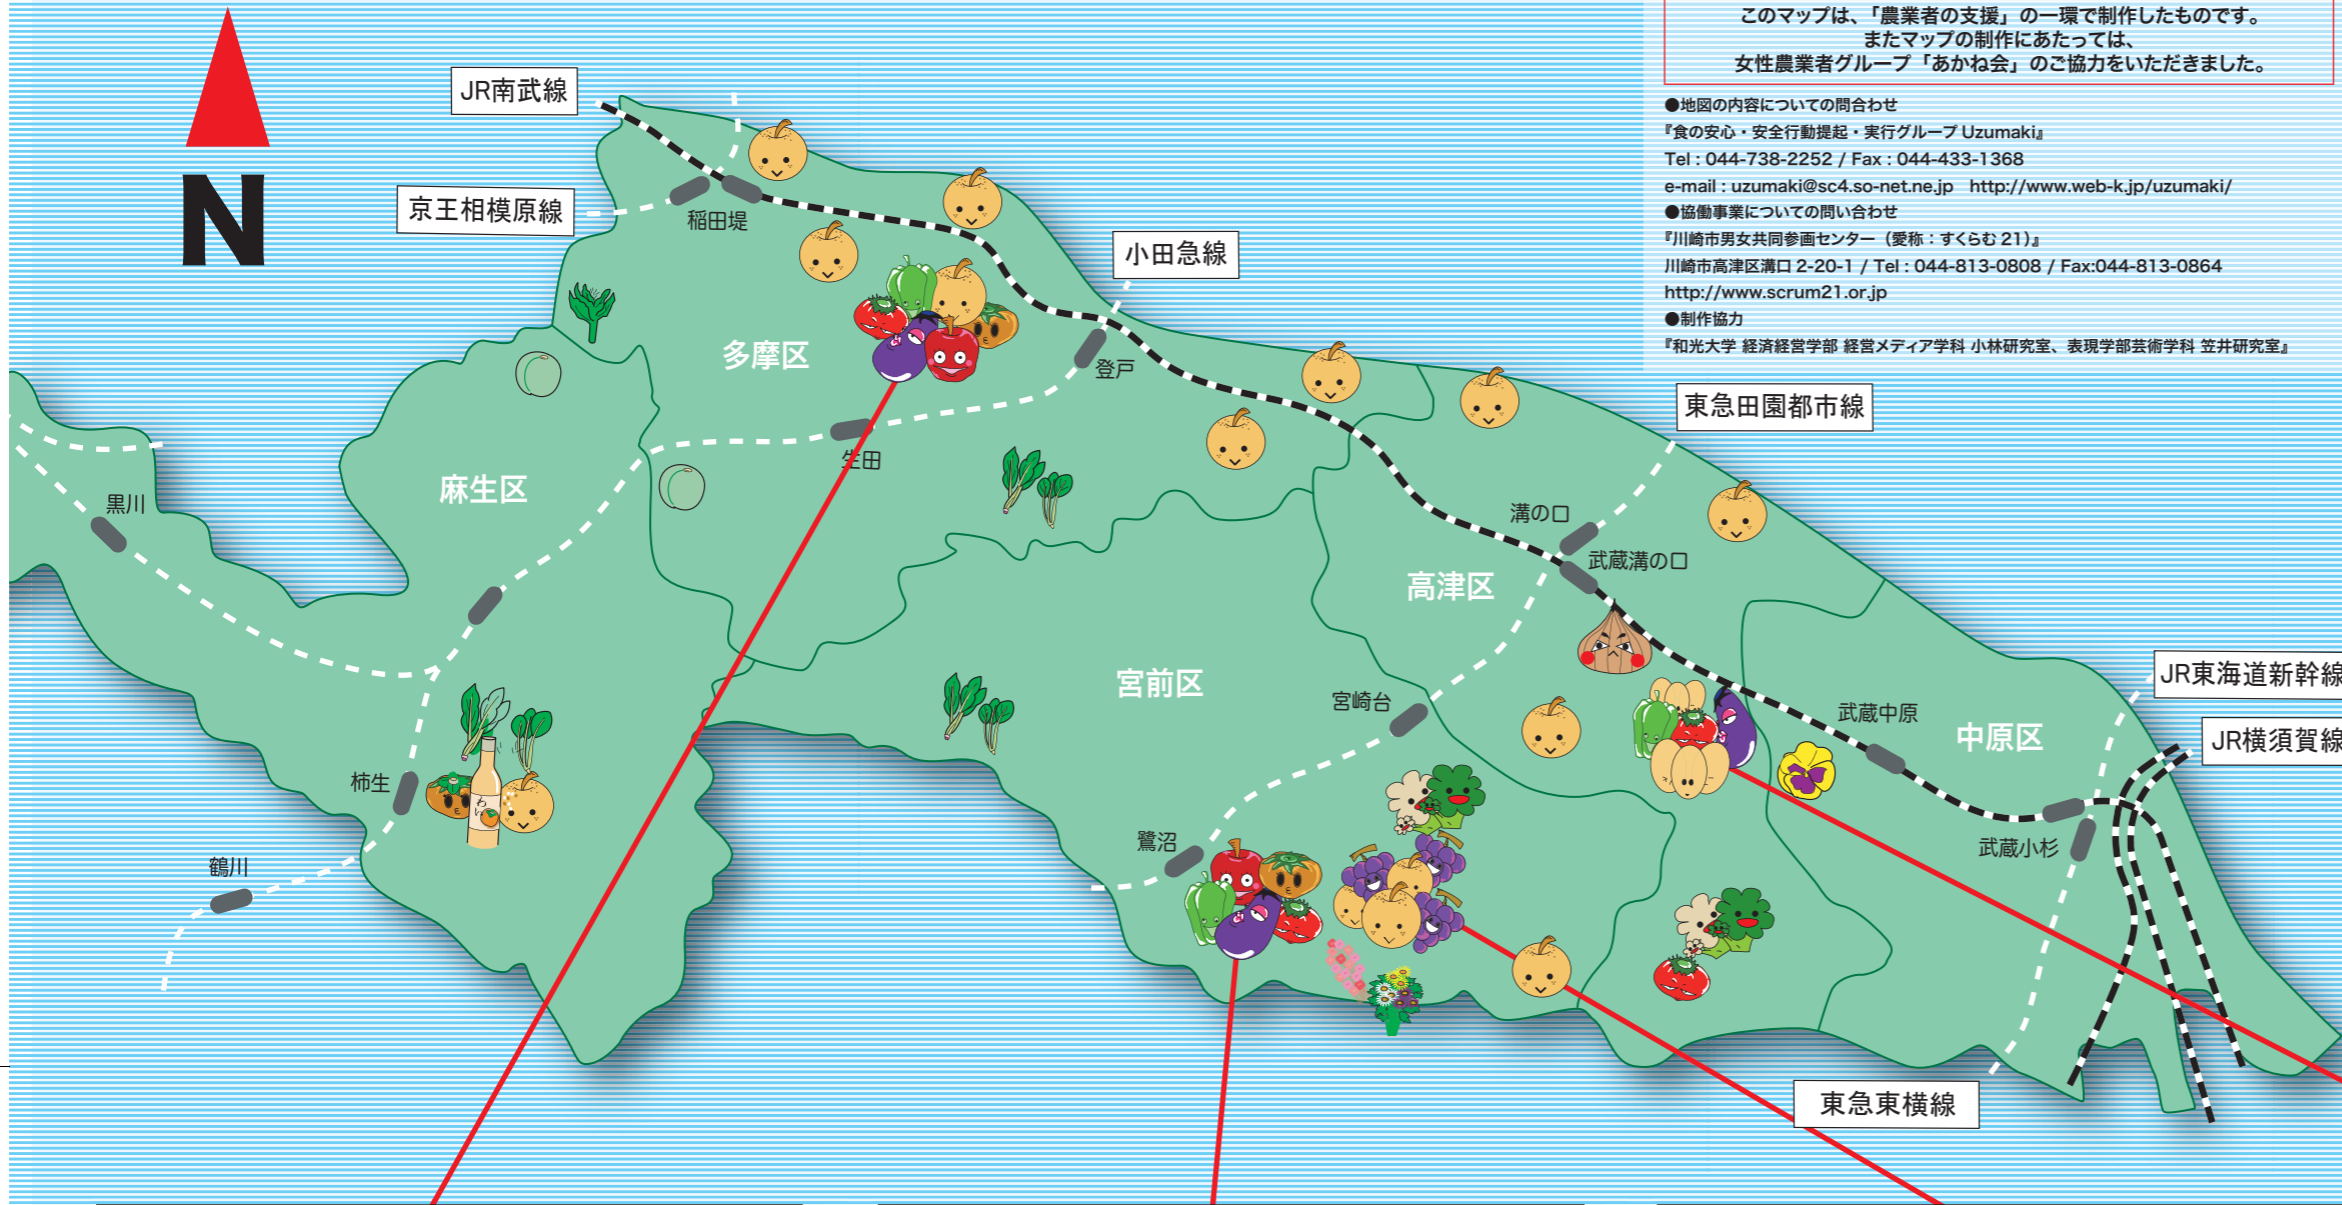 このマップは、「農業者の支援」の一環で制作したものです。
またマップの制作にあたっては、
女性農業者グループ「あかね会」のご協力をいただきました。
●地図の内容についての問合わせ
『食の安心・安全行動提起・実行グループ Uzumaki』
Tel : 044-738-2252 / Fax : 044-433-1368
e-mail : uzumaki@sc4.so-net.ne.jp http://www.web-k.jp/uzumaki/
●協働事業についての問い合わせ
『川崎市男女共同参画センター（愛称：すくらむ 21）』
川崎市高津区溝口 2-20-1 / Tel : 044-813-0808 / Fax:044-813-0864
http://www.scrum21.or.jp
●制作協力
『和光大学 経済経営学部 経営メディア学科 小林研究室、表現学部芸術学科 笠井研究室』
N
JR南武線
京王相模原線
稲田堤
小田急線
多摩区
登戸
東急田園都市線
生田
麻生区
黒川
溝の口
武蔵溝の口
高津区
宮前区
宮崎台
武蔵中原
中原区
JR東海道新幹線
JR横須賀線
柿生
わいん
鷺沼
武蔵小杉
鶴川
東急東横線